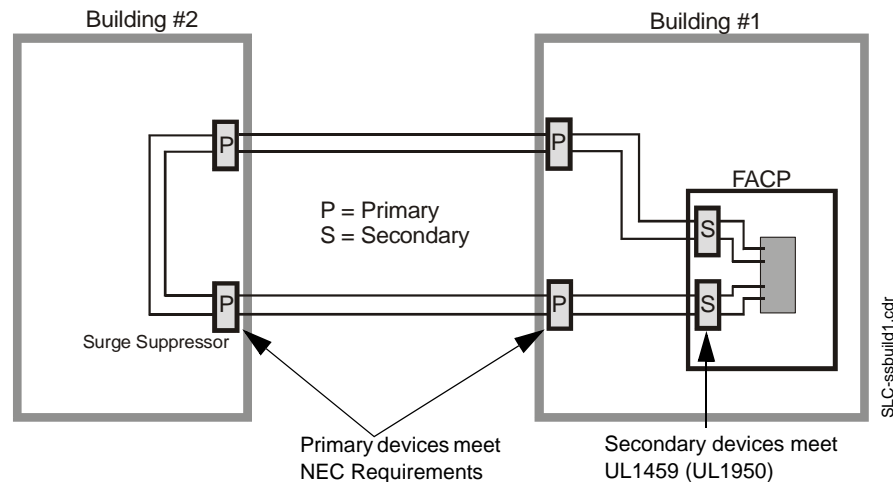 Building #2
Building #1
P
P
FACP
P = Primary
S = Secondary
S
P
P
S
Surge Suppressor
Primary devices meet
NEC Requirements
Secondary devices meet
UL1459 (UL1950)
SLC-ssbuild1.cdr